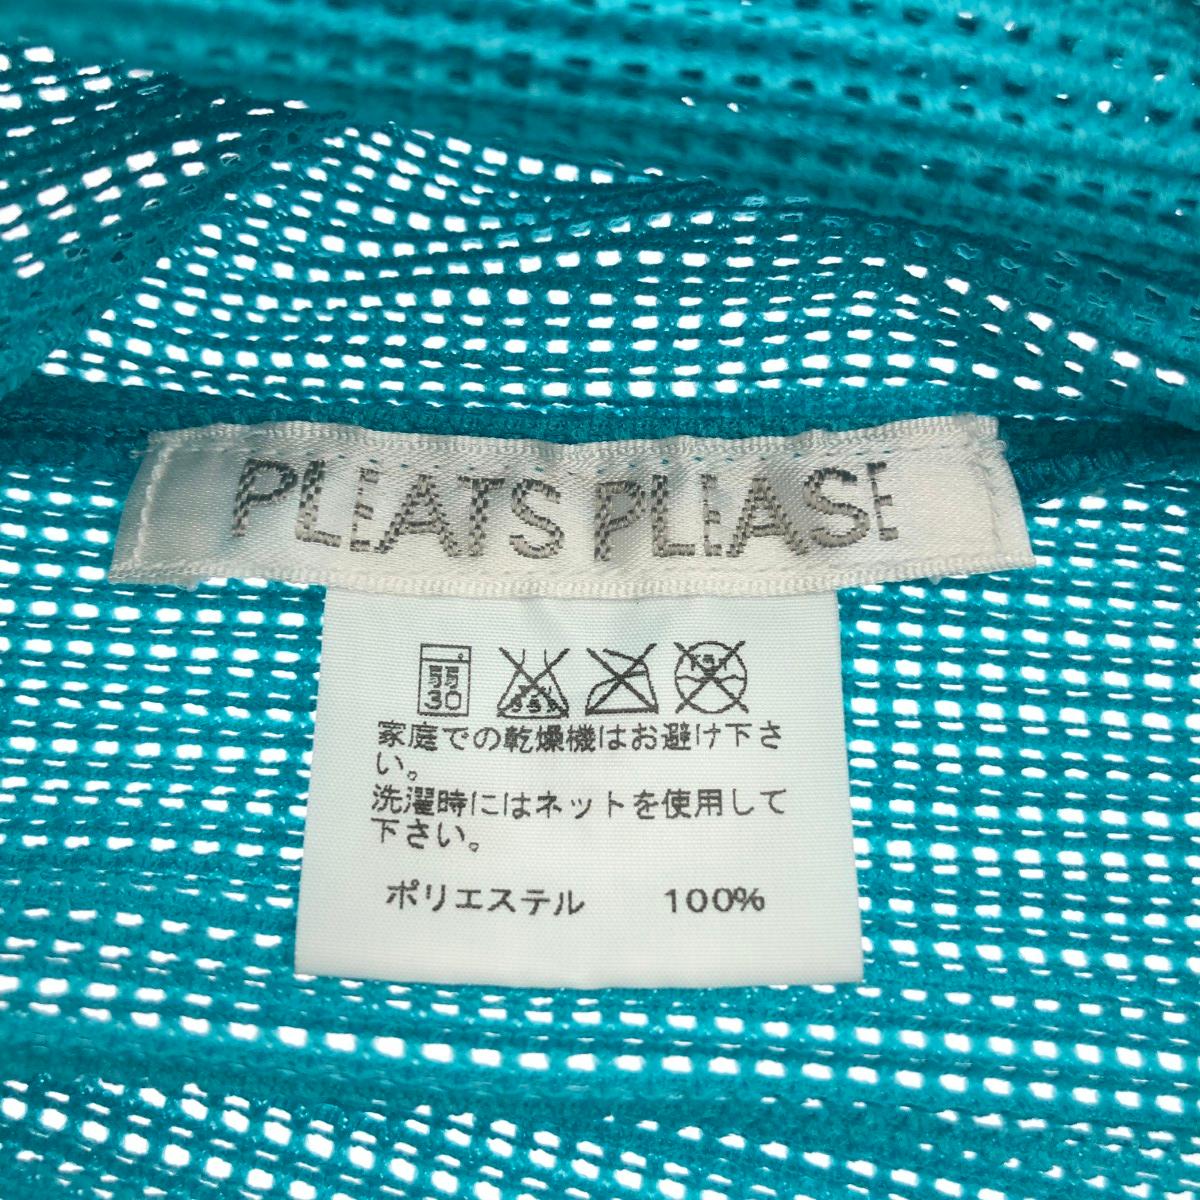 PLEATS PLEASE
弱
30
家庭での乾燥機はお避け下さ
い。
洗濯時にはネットを使用して
下さい。
ポリエステル 100%